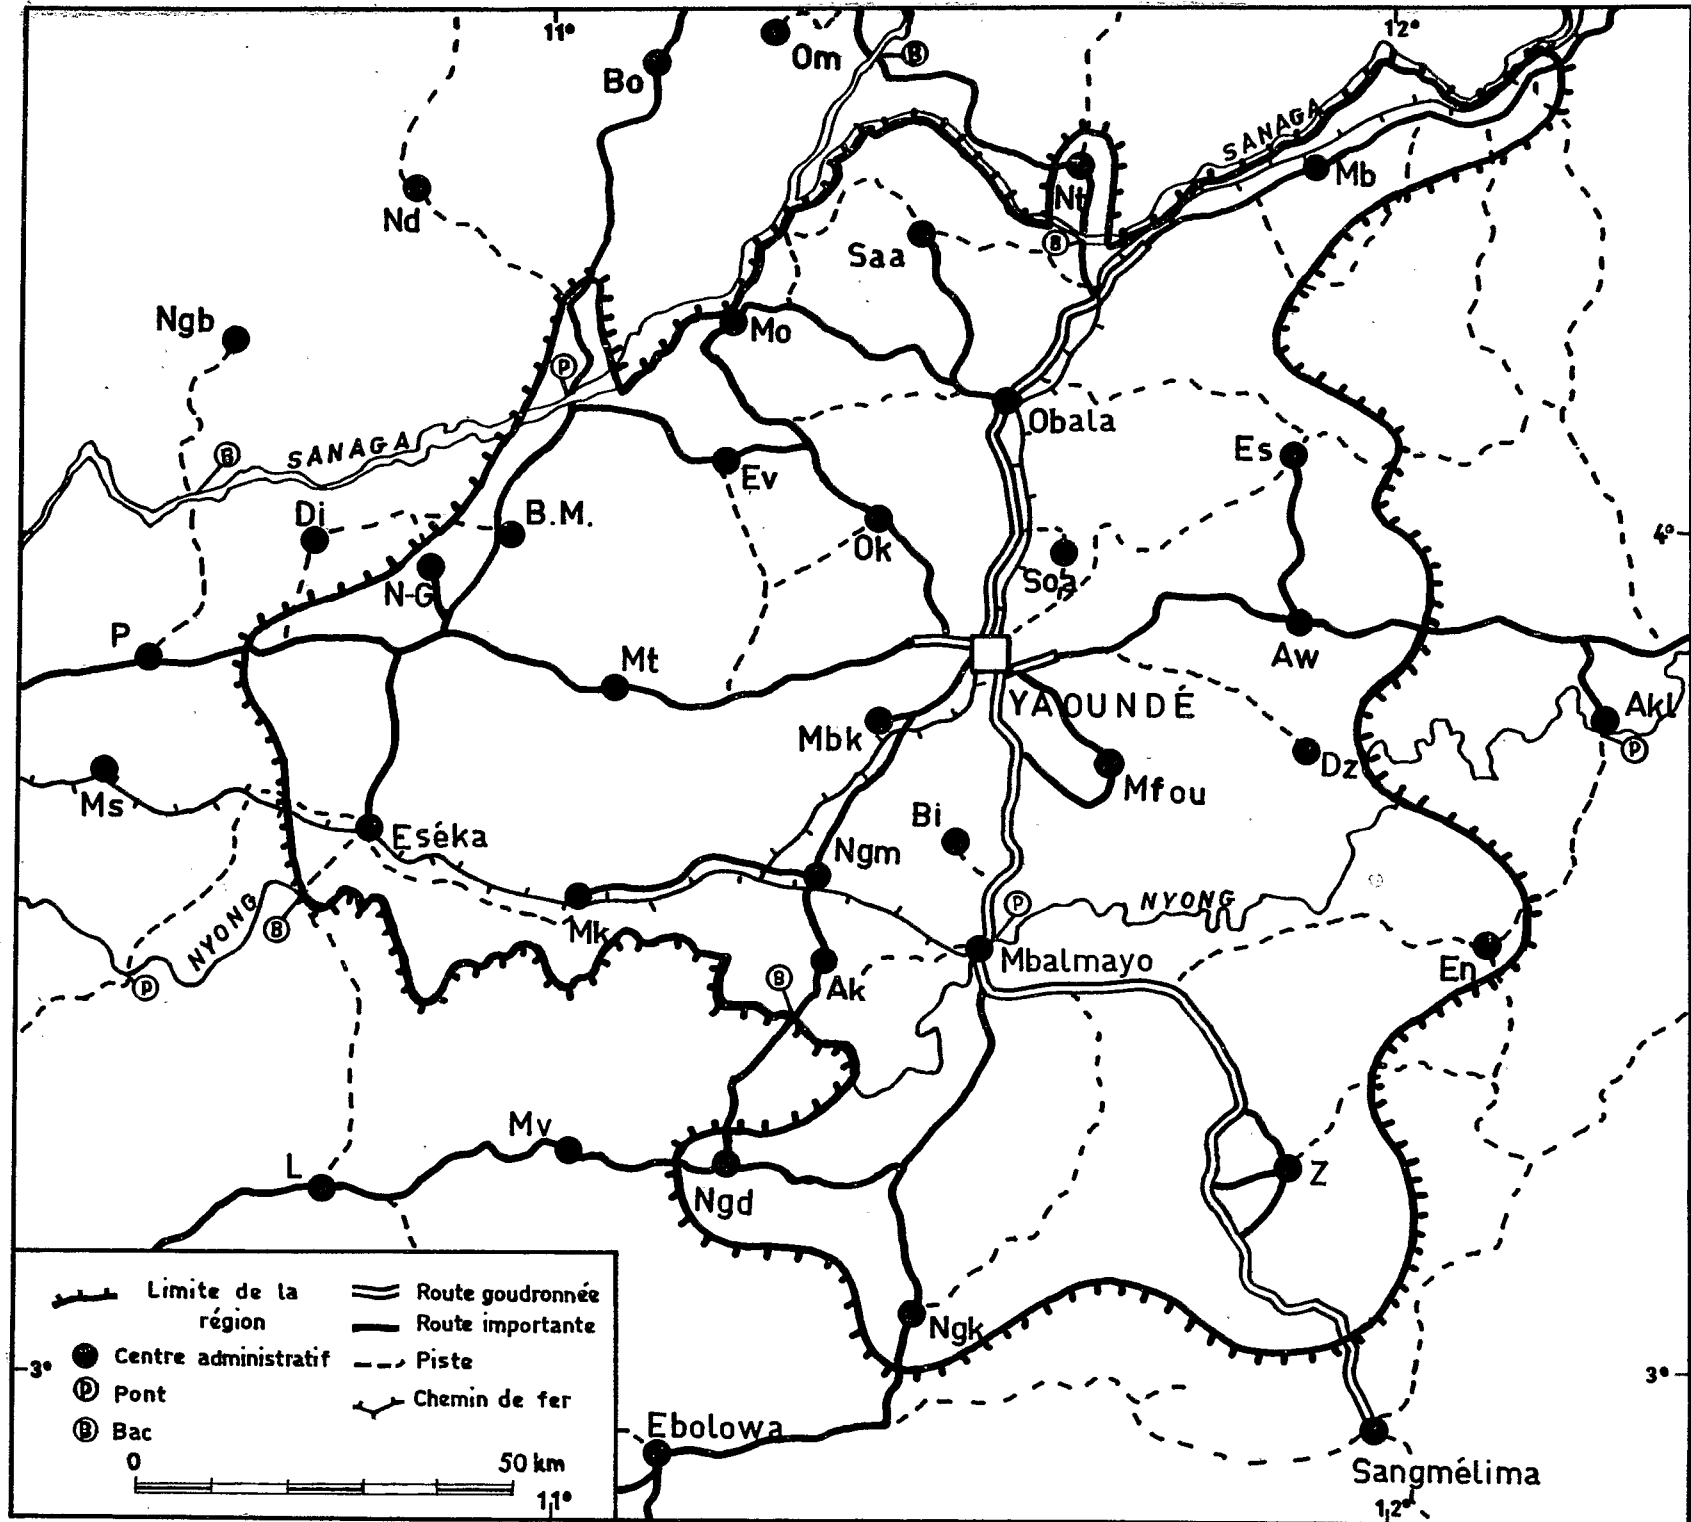 11°
12°
Om
B
Bo
SANAGA
Mb
Nd
Nt
B
Saa
Ngb
Mo
P
Obala
B
SANAGA
Es
Ev
Di
B.M.
4°
Ok
Soa
N-G
P
Mt
Aw
YAOUNDÉ
Akl
Mbk
P
Dz
Ms
Mfou
Bi
Eséka
Ngm
NYONG
P
NYONG
B
Mk
Mbalmayo
En
P
B
Ak
Mv
L
Z
Ngd
Limite de la
région
Route goudronnée
Route importante
Ngk
Centre administratif
Piste
3°
3°
P Pont
Chemin de fer
B Bac
Ebolowa
0
50 km
Sangmélima
11°
12°